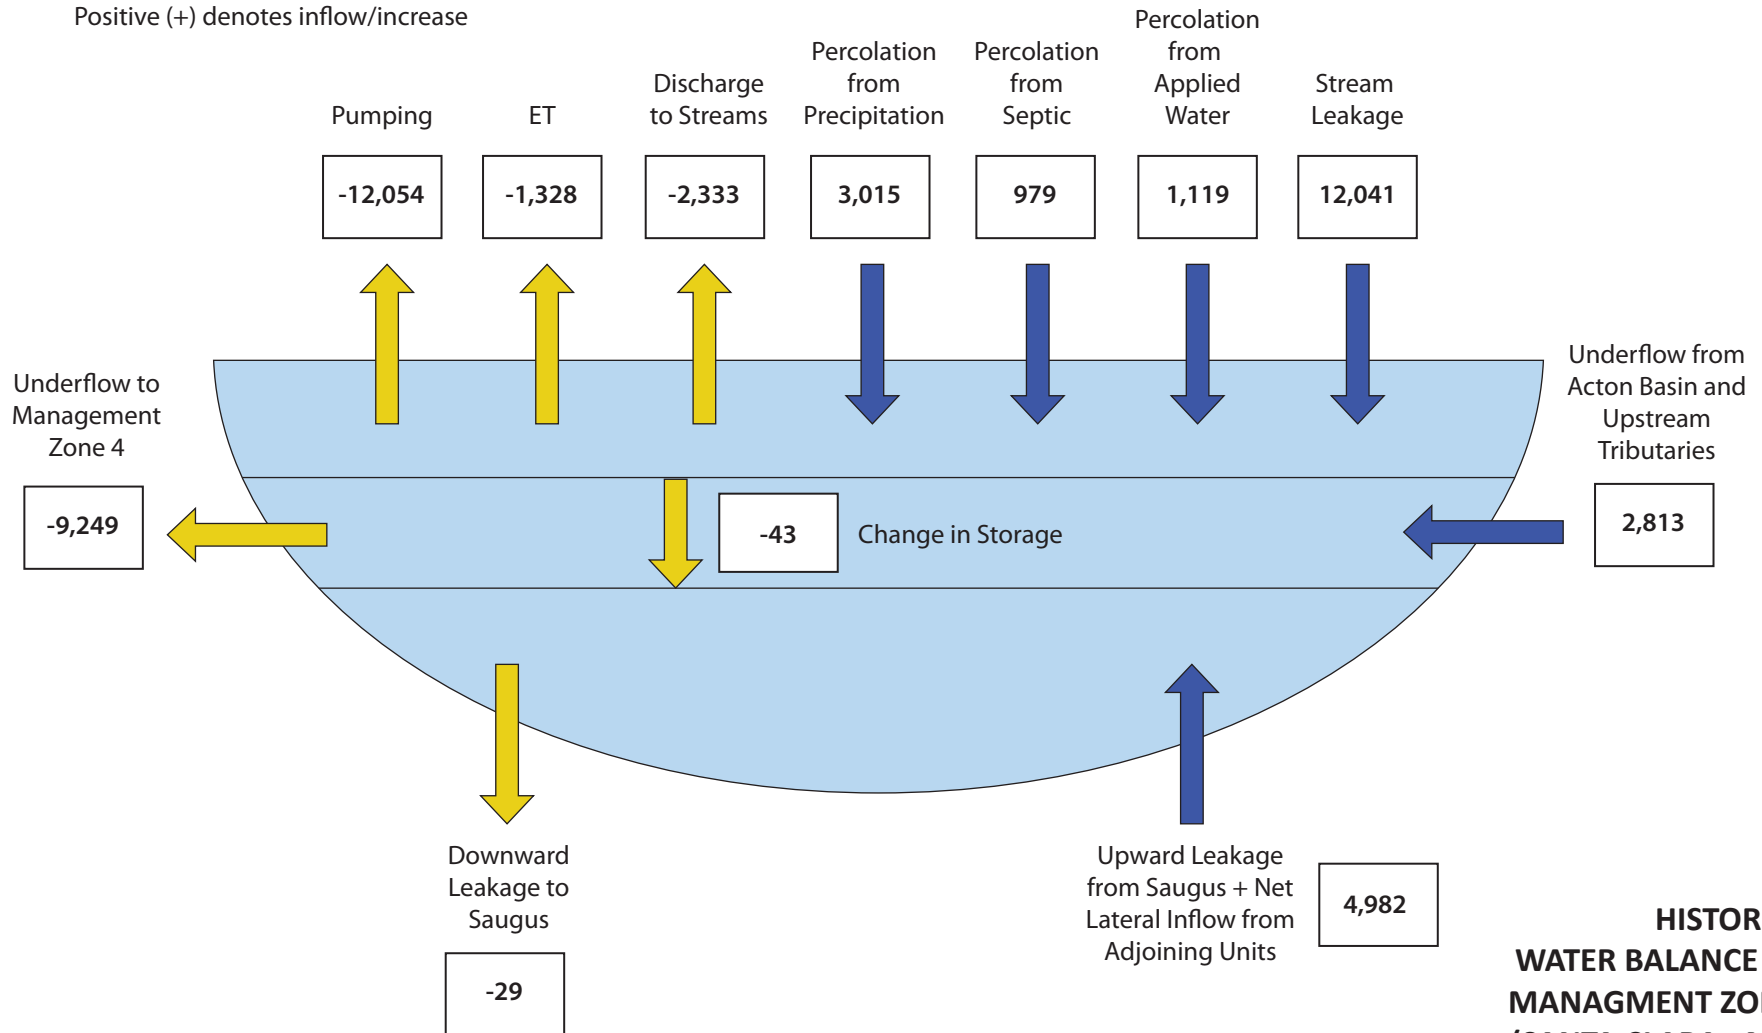 Positive (+) denotes inflow/increase
Pumping
-12,054
ET
-1,328
Discharge
to Streams
-2,333
Percolation
from
Precipitation
3,015
Percolation
from
Septic
979
Percolation
from
Applied
Water
1,119
Stream
Leakage
12,041
Underflow to
Management
Zone 4
-9,249
-43
Change in Storage
Underflow from
Acton Basin and
Upstream
Tributaries
2,813
Downward
Leakage to
Saugus
-29
Upward Leakage
from Saugus + Net
Lateral Inflow from
Adjoining Units
4,982
HISTOR
WATER BALANCE
MANAGMENT ZO